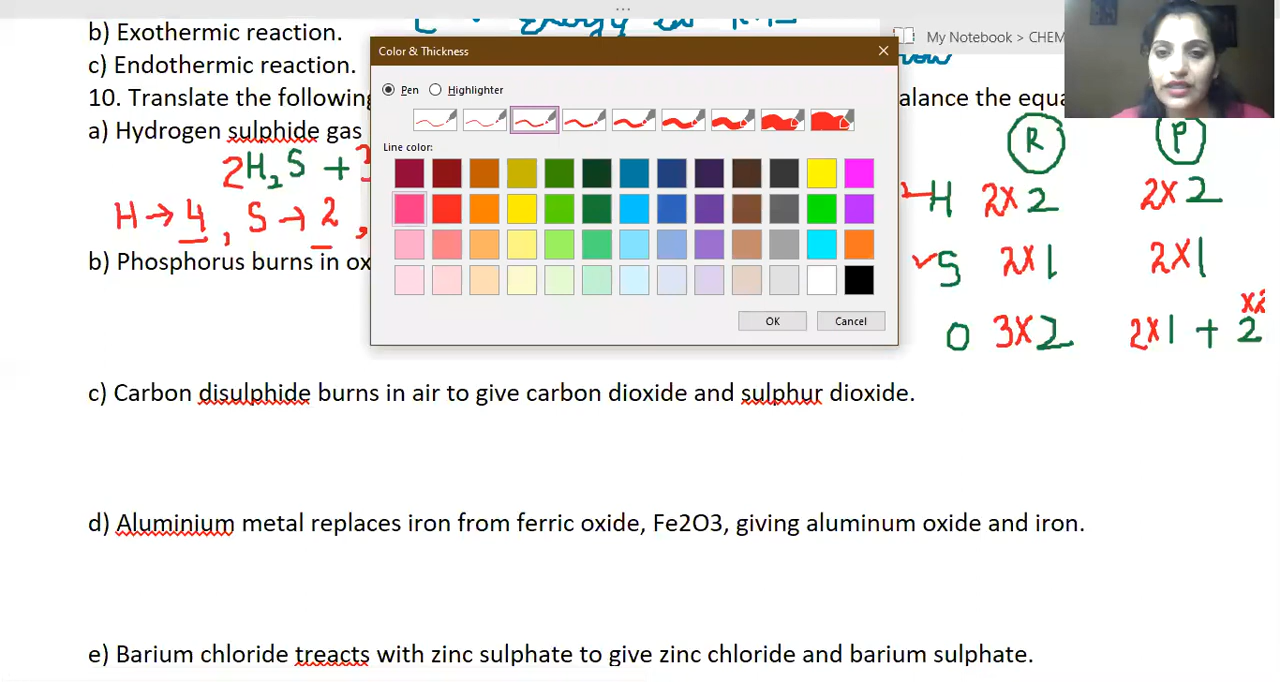 b) Exothermic reaction.
c) Endothermic reaction.
10. Translate the following
alance the equa
a) Hydrogen sulphide gas
2H2S + 3
H → 4, S → 2,
b) Phosphorus burns in ox
c) Carbon disulphide burns in air to give carbon dioxide and sulphur dioxide.
d) Aluminium metal replaces iron from ferric oxide, Fe2O3, giving aluminum oxide and iron.
e) Barium chloride treacts with zinc sulphate to give zinc chloride and barium sulphate.
My Notebook > CHEM
Color & Thickness
Pen
Highlighter
Line color:
OK
Cancel
R P
H 2x2 2x2
S 2x1 2x1
O 3x2 2x1 + 2